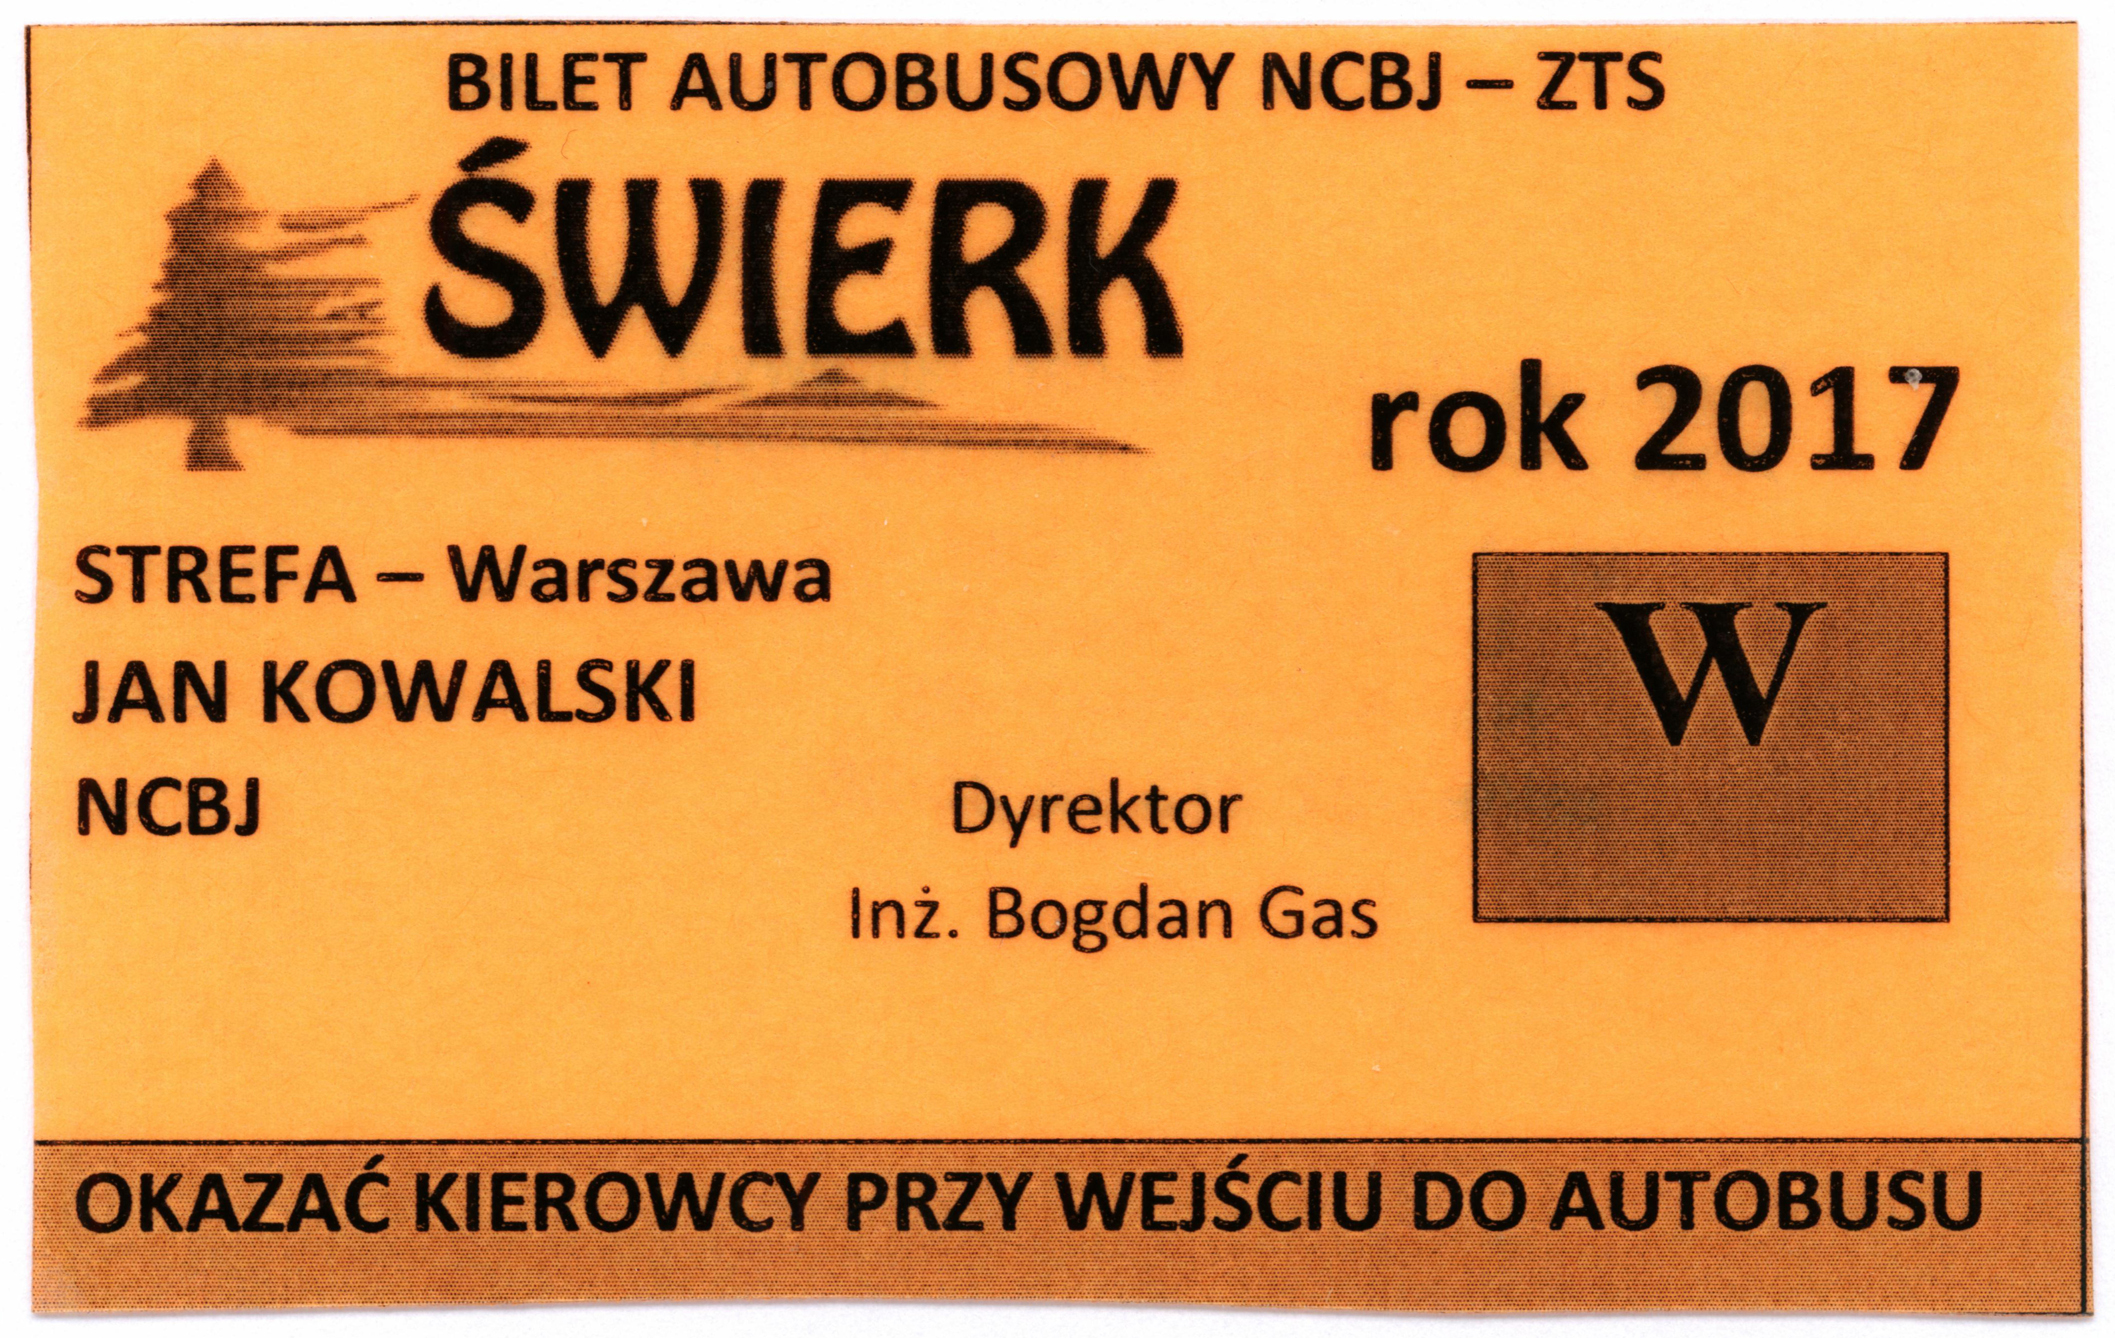 BILET AUTOBUSOWY NCBJ – ZTS
ŚWIERK
rok 2017
STREFA – Warszawa
W
JAN KOWALSKI
NCBJ
Dyrektor
Inż. Bogdan Gas
OKAZAĆ KIEROWCY PRZY WEJŚCIU DO AUTOBUSU